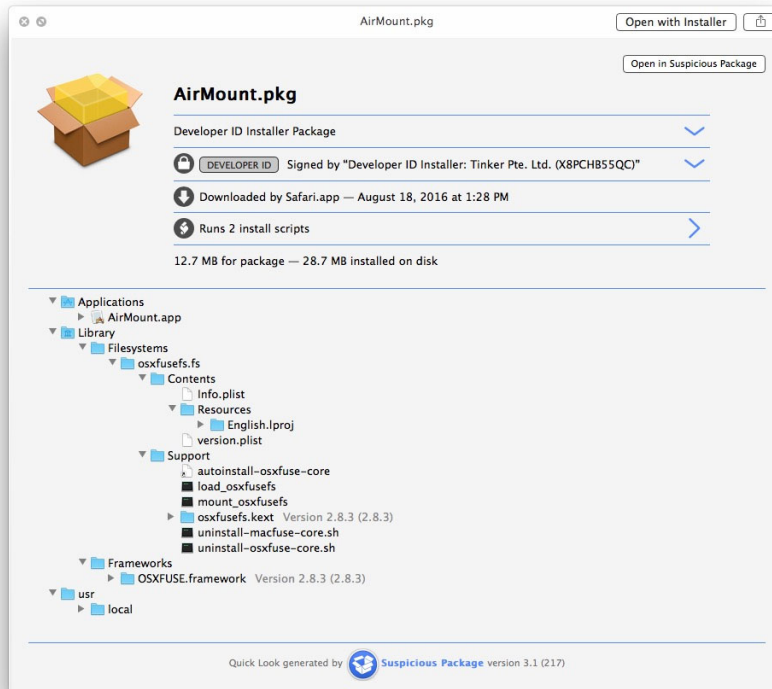 AirMount.pkg
Open with Installer
Open in Suspicious Package
AirMount.pkg
Developer ID Installer Package
DEVELOPER ID Signed by "Developer ID Installer: Tinker Pte. Ltd. (X8PCHB55QC)"
Downloaded by Safari.app — August 18, 2016 at 1:28 PM
Runs 2 install scripts
12.7 MB for package — 28.7 MB installed on disk
Applications
AirMount.app
Library
Filesystems
osxfusefs.fs
Contents
Info.plist
Resources
English.lproj
version.plist
Support
autoinstall-osxfuse-core
load_osxfusefs
mount_osxfusefs
osxfusefs.kext Version 2.8.3 (2.8.3)
uninstall-macfuse-core.sh
uninstall-osxfuse-core.sh
Frameworks
OSXFUSE.framework Version 2.8.3 (2.8.3)
usr
local
Quick Look generated by Suspicious Package version 3.1 (217)